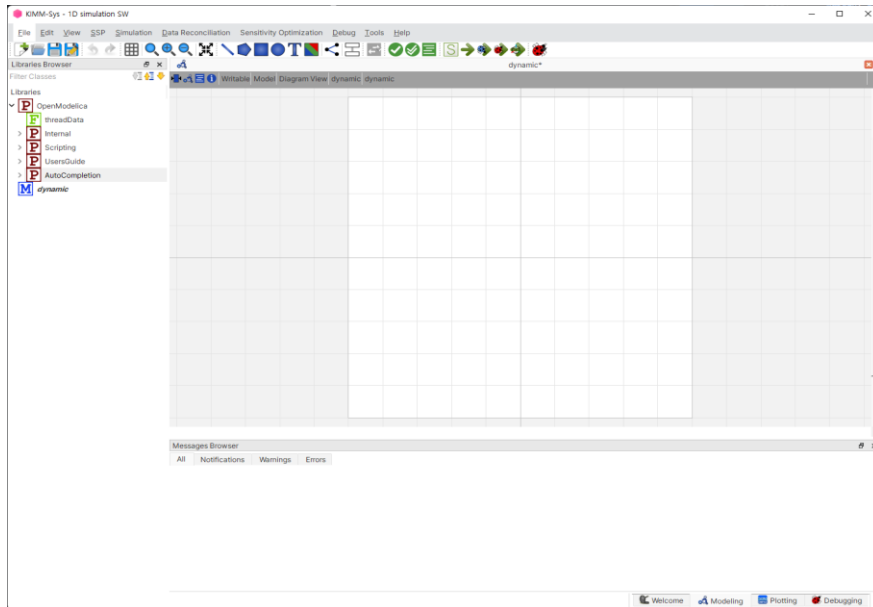 KIMM-Sys - 1D simulation SW
File Edit View SSP Simulation Data Reconciliation Sensitivity Optimization Debug Tools Help
T S
Libraries Browser
dynamic*
Filter Classes
Writable Model Diagram View dynamic dynamic
Libraries
P OpenModelica
F threadData
P Internal
P Scripting
P UsersGuide
P AutoCompletion
M dynamic
Messages Browser
All Notifications Warnings Errors
Welcome Modeling Plotting Debugging